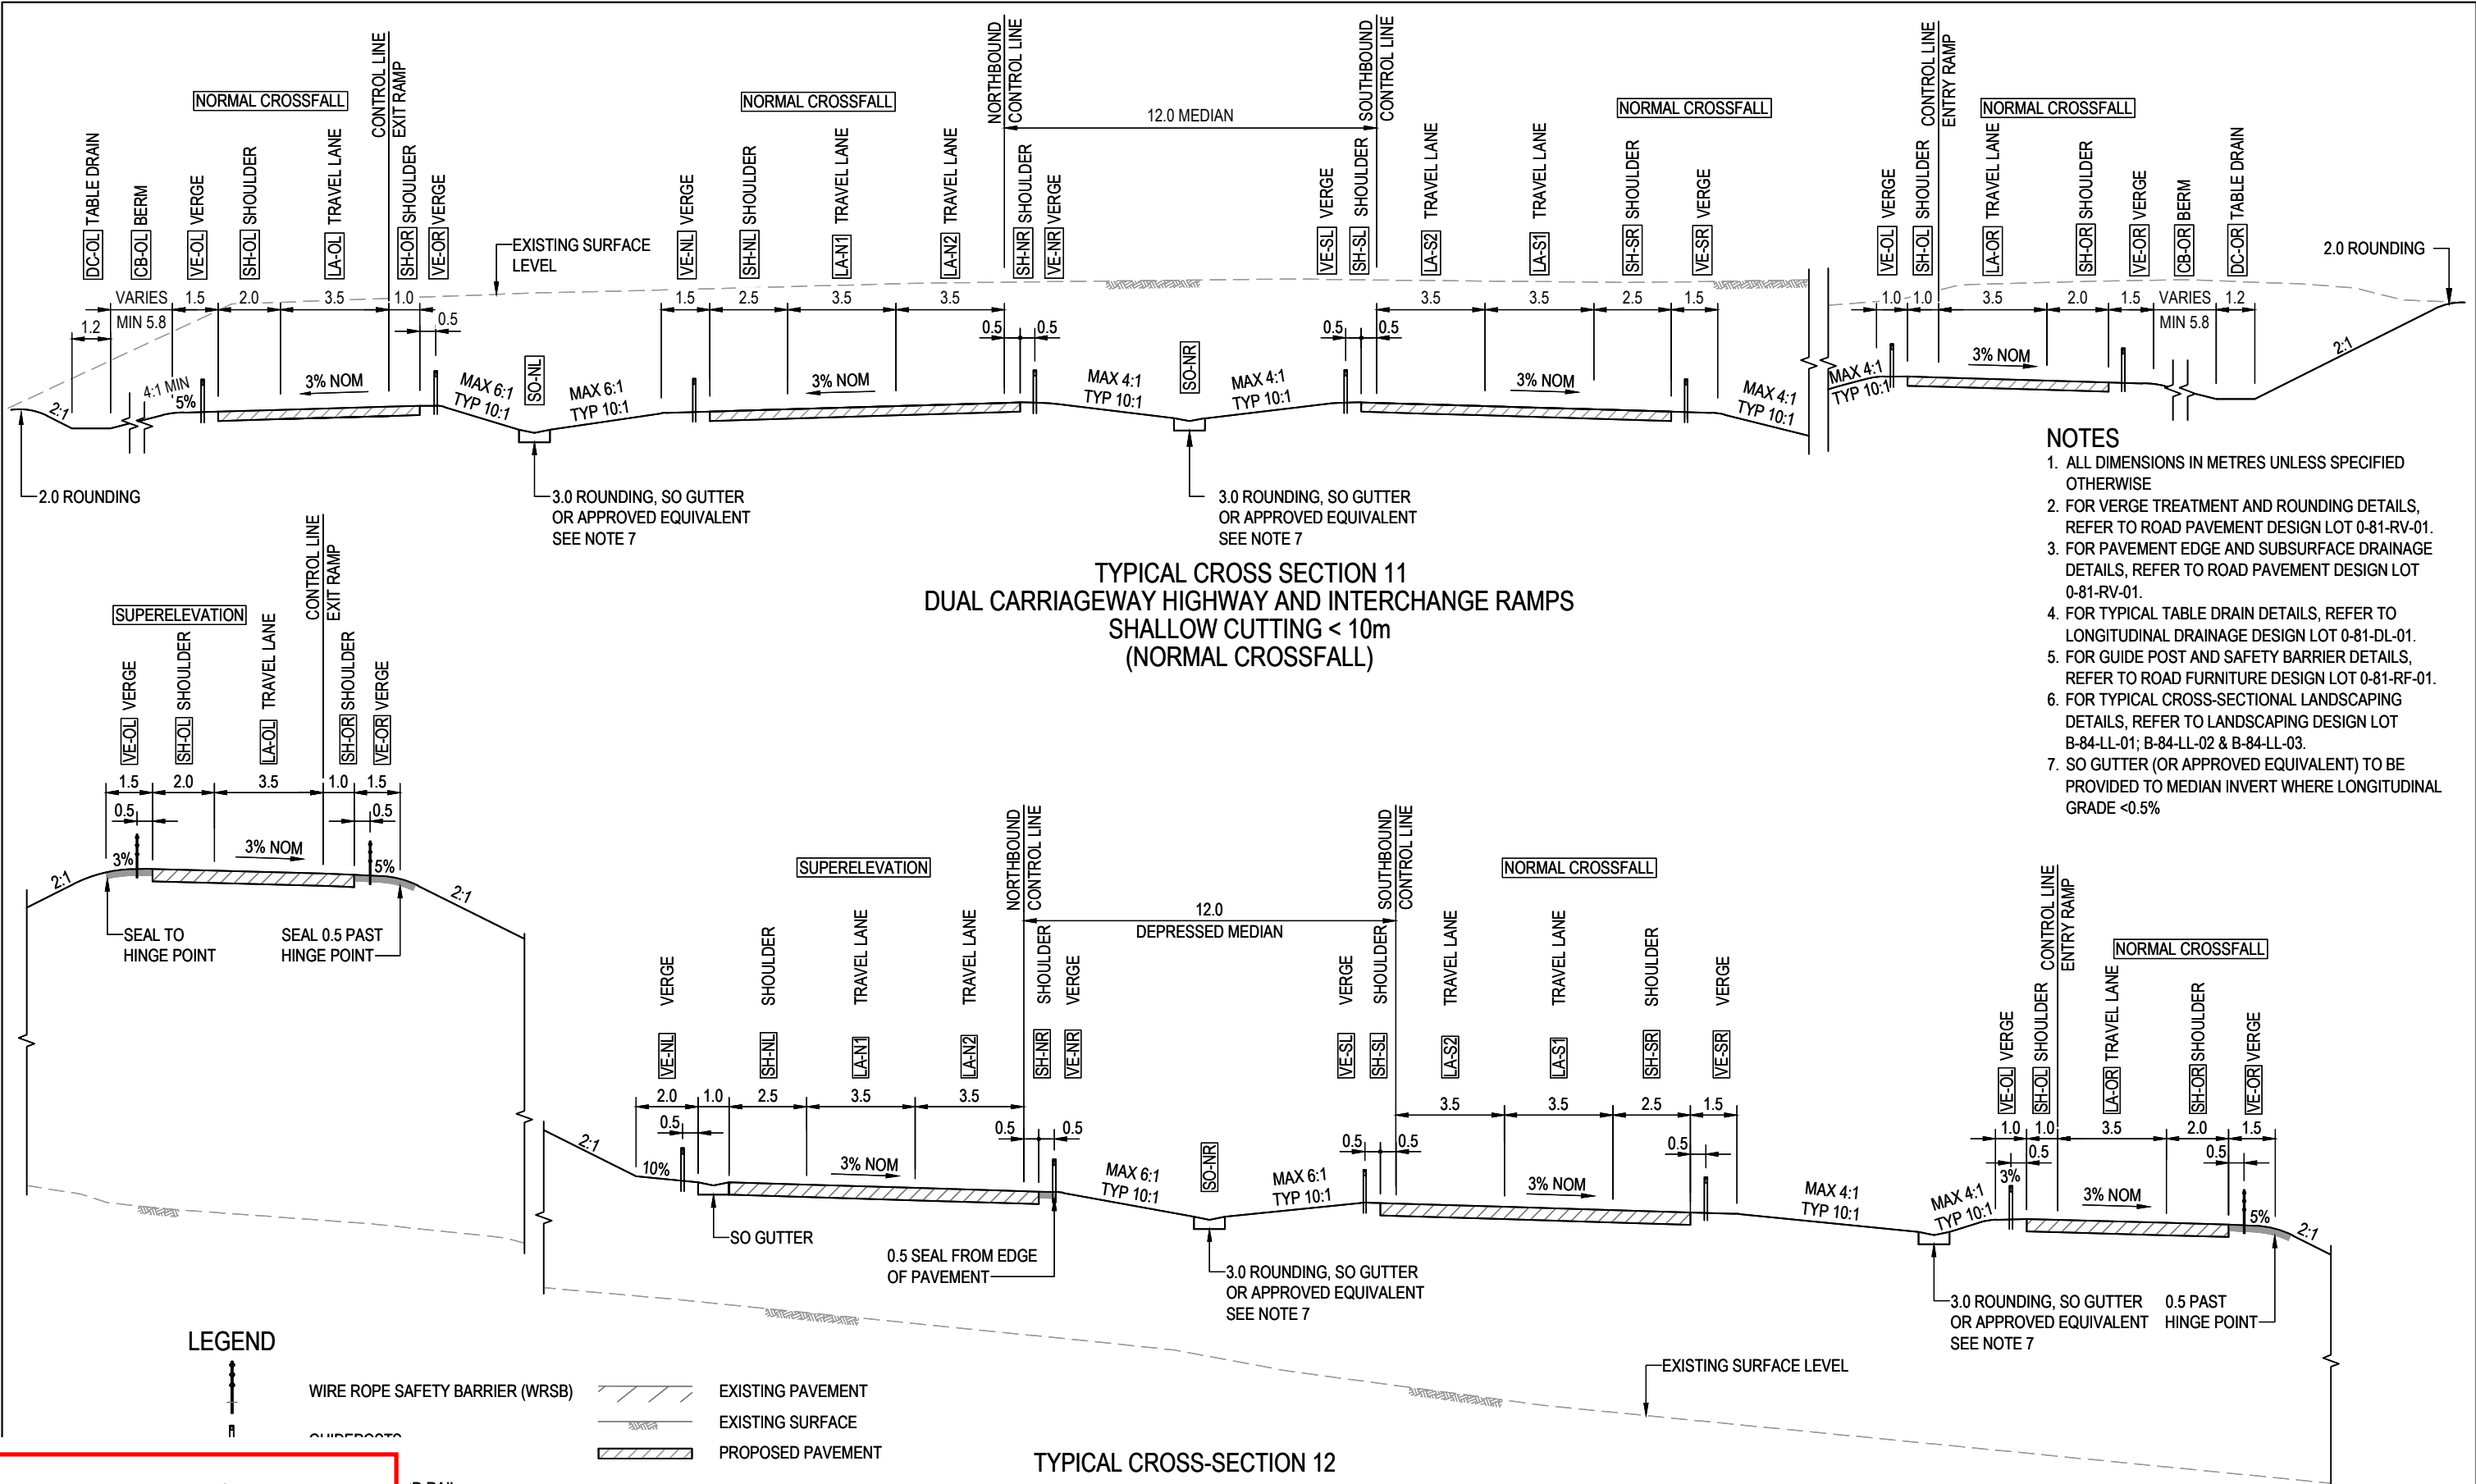 NORMAL CROSSFALL
CONTROL LINE
EXIT RAMP
NORMAL CROSSFALL
NORTHBOUND
CONTROL LINE
12.0 MEDIAN
SOUTHBOUND
CONTROL LINE
NORMAL CROSSFALL
CONTROL LINE
ENTRY RAMP
NORMAL CROSSFALL
DC-OL TABLE DRAIN
CB-OL BERM
VE-OL VERGE
SH-OL SHOULDER
LA-OL TRAVEL LANE
SH-OR SHOULDER
VE-OR VERGE
EXISTING SURFACE
LEVEL
VE-NL VERGE
SH-NL SHOULDER
LA-N1 TRAVEL LANE
LA-N2 TRAVEL LANE
SH-NR SHOULDER
VE-NR VERGE
VE-SL VERGE
SH-SL SHOULDER
LA-S2 TRAVEL LANE
LA-S1 TRAVEL LANE
SH-SR SHOULDER
VE-SR VERGE
VE-OL VERGE
SH-OL SHOULDER
LA-OR TRAVEL LANE
SH-OR SHOULDER
VE-OR VERGE
CB-OR BERM
DC-OR TABLE DRAIN
2.0 ROUNDING
1.2 VARIES 1.5 2.0 3.5 1.0 0.5
MIN 5.8
1.5 2.5 3.5 3.5 0.5 0.5
0.5 0.5 3.5 3.5 2.5 1.5
1.0 1.0 3.5 2.0 1.5 VARIES 1.2
MIN 5.8
2:1
4:1 MIN
5%
3% NOM
MAX 6:1
TYP 10:1
SO-NL
MAX 6:1
TYP 10:1
3% NOM
MAX 4:1
TYP 10:1
SO-NR
MAX 4:1
TYP 10:1
3% NOM
MAX 4:1
TYP 10:1
MAX 4:1
TYP 10:1
3% NOM
2:1
2.0 ROUNDING
3.0 ROUNDING, SO GUTTER
OR APPROVED EQUIVALENT
SEE NOTE 7
3.0 ROUNDING, SO GUTTER
OR APPROVED EQUIVALENT
SEE NOTE 7
TYPICAL CROSS SECTION 11
DUAL CARRIAGEWAY HIGHWAY AND INTERCHANGE RAMPS
SHALLOW CUTTING < 10m
(NORMAL CROSSFALL)
NOTES
1. ALL DIMENSIONS IN METRES UNLESS SPECIFIED
OTHERWISE
2. FOR VERGE TREATMENT AND ROUNDING DETAILS,
REFER TO ROAD PAVEMENT DESIGN LOT 0-81-RV-01.
3. FOR PAVEMENT EDGE AND SUBSURFACE DRAINAGE
DETAILS, REFER TO ROAD PAVEMENT DESIGN LOT
0-81-RV-01.
4. FOR TYPICAL TABLE DRAIN DETAILS, REFER TO
LONGITUDINAL DRAINAGE DESIGN LOT 0-81-DL-01.
5. FOR GUIDE POST AND SAFETY BARRIER DETAILS,
REFER TO ROAD FURNITURE DESIGN LOT 0-81-RF-01.
6. FOR TYPICAL CROSS-SECTIONAL LANDSCAPING
DETAILS, REFER TO LANDSCAPING DESIGN LOT
B-84-LL-01; B-84-LL-02 & B-84-LL-03.
7. SO GUTTER (OR APPROVED EQUIVALENT) TO BE
PROVIDED TO MEDIAN INVERT WHERE LONGITUDINAL
GRADE <0.5%
SUPERELEVATION
CONTROL LINE
EXIT RAMP
VE-OL VERGE
SH-OL SHOULDER
LA-OL TRAVEL LANE
SH-OR SHOULDER
VE-OR VERGE
1.5 2.0 3.5 1.0 1.5
0.5 0.5
2:1
3%
3% NOM
5%
2:1
SEAL TO
HINGE POINT
SEAL 0.5 PAST
HINGE POINT
SUPERELEVATION
NORTHBOUND
CONTROL LINE
12.0
DEPRESSED MEDIAN
SOUTHBOUND
CONTROL LINE
NORMAL CROSSFALL
CONTROL LINE
ENTRY RAMP
NORMAL CROSSFALL
VE-NL VERGE
SH-NL SHOULDER
LA-N1 TRAVEL LANE
LA-N2 TRAVEL LANE
SH-NR SHOULDER
VE-NR VERGE
VE-SL VERGE
SH-SL SHOULDER
LA-S2 TRAVEL LANE
LA-S1 TRAVEL LANE
SH-SR SHOULDER
VE-SR VERGE
VE-OL VERGE
SH-OL SHOULDER
LA-OR TRAVEL LANE
SH-OR SHOULDER
VE-OR VERGE
2.0 1.0 2.5 3.5 3.5
0.5 0.5 0.5
3.5 3.5 2.5 1.5
0.5 0.5 0.5
1.0 1.0 3.5 2.0 1.5
0.5 0.5
2:1
10%
3% NOM
MAX 6:1
TYP 10:1
SO-NR
MAX 6:1
TYP 10:1
3% NOM
MAX 4:1
TYP 10:1
MAX 4:1
TYP 10:1
3%
3% NOM
5%
2:1
SO GUTTER
0.5 SEAL FROM EDGE
OF PAVEMENT
3.0 ROUNDING, SO GUTTER
OR APPROVED EQUIVALENT
SEE NOTE 7
3.0 ROUNDING, SO GUTTER
OR APPROVED EQUIVALENT
SEE NOTE 7
0.5 PAST
HINGE POINT
EXISTING SURFACE LEVEL
LEGEND
WIRE ROPE SAFETY BARRIER (WRSB)
EXISTING PAVEMENT
EXISTING SURFACE
PROPOSED PAVEMENT
TYPICAL CROSS-SECTION 12